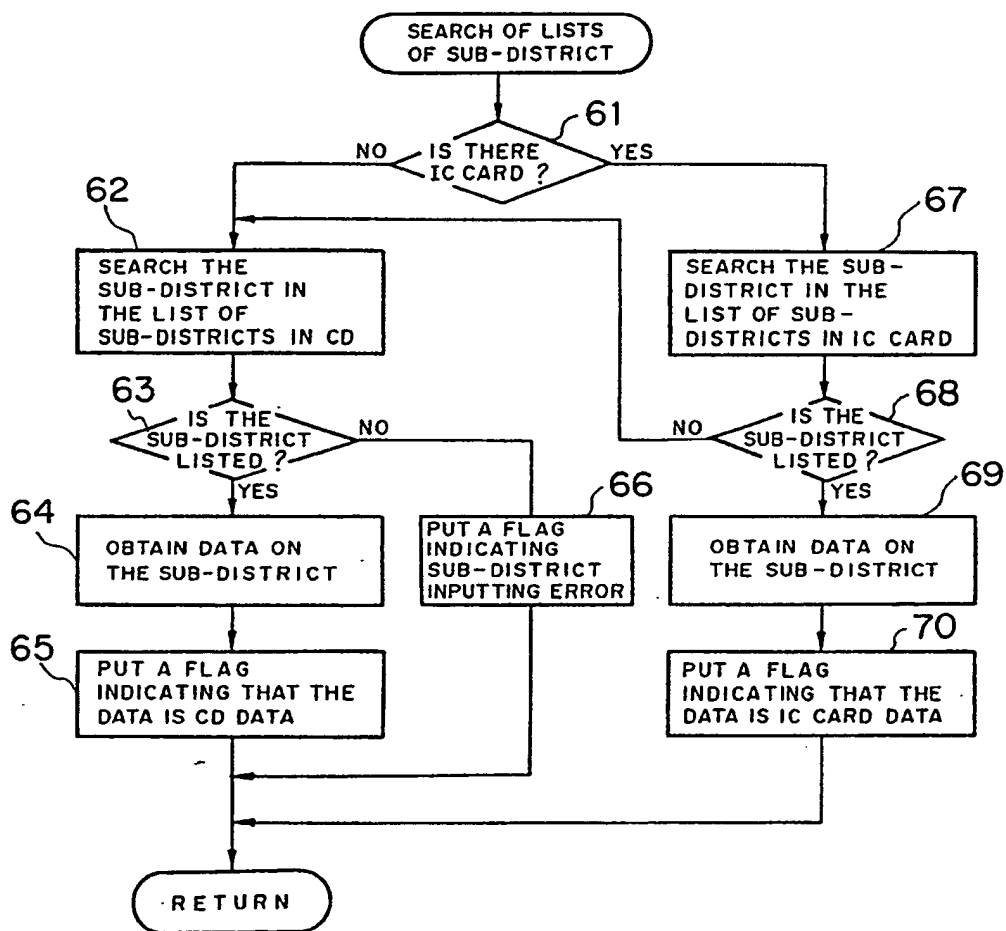 SEARCH OF LISTS
OF SUB-DISTRICT
61
IS THERE
IC CARD ?
NO
YES
62
SEARCH THE
SUB-DISTRICT IN
THE LIST OF
SUB-DISTRICTS IN CD
67
SEARCH THE SUB-
DISTRICT IN THE
LIST OF SUB-
DISTRICTS IN IC CARD
63
IS THE
SUB-DISTRICT
LISTED ?
NO
YES
68
IS THE
SUB-DISTRICT
LISTED ?
NO
YES
64
OBTAIN DATA ON
THE SUB-DISTRICT
66
PUT A FLAG
INDICATING
SUB-DISTRICT
INPUTTING ERROR
69
OBTAIN DATA ON
THE SUB-DISTRICT
65
PUT A FLAG
INDICATING THAT THE
DATA IS CD DATA
70
PUT A FLAG
INDICATING THAT THE
DATA IS IC CARD DATA
RETURN